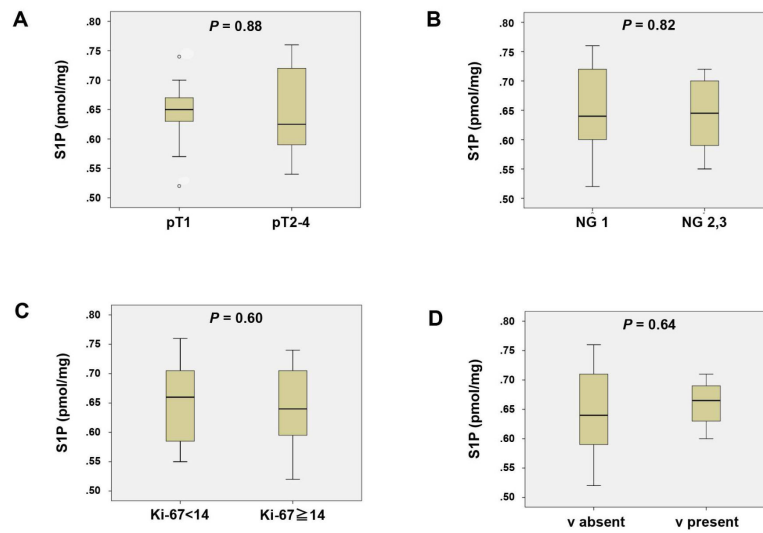 A
P = 0.88
S1P (pmol/mg)
.80
.75
.70
.65
.60
.55
.50
pT1 pT2-4
B
P = 0.82
S1P (pmol/mg)
.80
.75
.70
.65
.60
.55
.50
NG 1 NG 2,3
C
P = 0.60
S1P (pmol/mg)
.80
.75
.70
.65
.60
.55
.50
Ki-67<14 Ki-67≧14
D
P = 0.64
S1P (pmol/mg)
.80
.75
.70
.65
.60
.55
.50
v absent v present